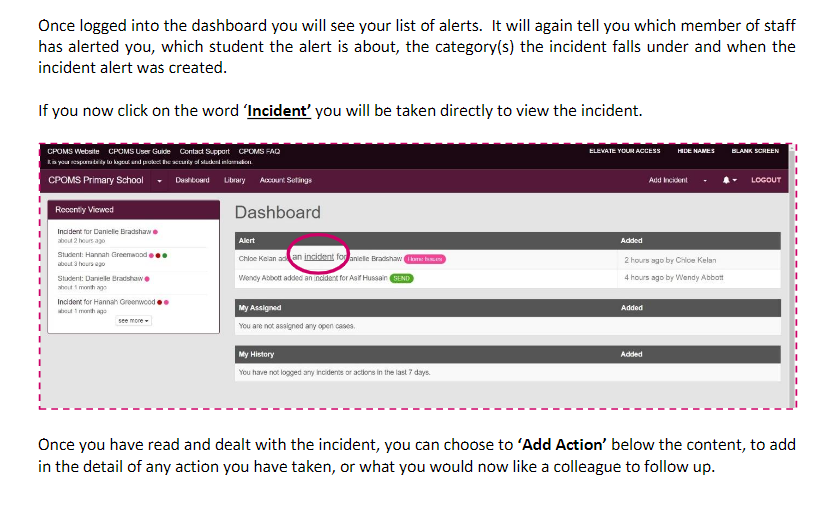 Once logged into the dashboard you will see your list of alerts.  It will again tell you which member of staff
has alerted you, which student the alert is about, the category(s) the incident falls under and when the
incident alert was created.
If you now click on the word ‘Incident’ you will be taken directly to view the incident.
CPOMS Website CPOMS User Guide Contact Support CPOMS FAQ ELEVATE YOUR ACCESS HIDE NAMES BLANK SCREEN
It is your responsibility to logout and protect the security of student information.
CPOMS Primary School Dashboard Library Account Settings Add Incident LOGOUT
Recently Viewed
Incident for Danielle Bradshaw
about 2 hours ago
Student: Hannah Greenwood
about 3 hours ago
Student: Danielle Bradshaw
about 1 month ago
Incident for Hannah Greenwood
about 1 month ago
see more
Dashboard
Alert Added
Chloe Kelan ad an incident for anielle Bradshaw Home Issues 2 hours ago by Chloe Kelan
Wendy Abbott added an incident for Asif Hussain SEND 4 hours ago by Wendy Abbott
My Assigned Added
You are not assigned any open cases.
My History Added
You have not logged any incidents or actions in the last 7 days.
Once you have read and dealt with the incident, you can choose to ‘Add Action’ below the content, to add
in the detail of any action you have taken, or what you would now like a colleague to follow up.